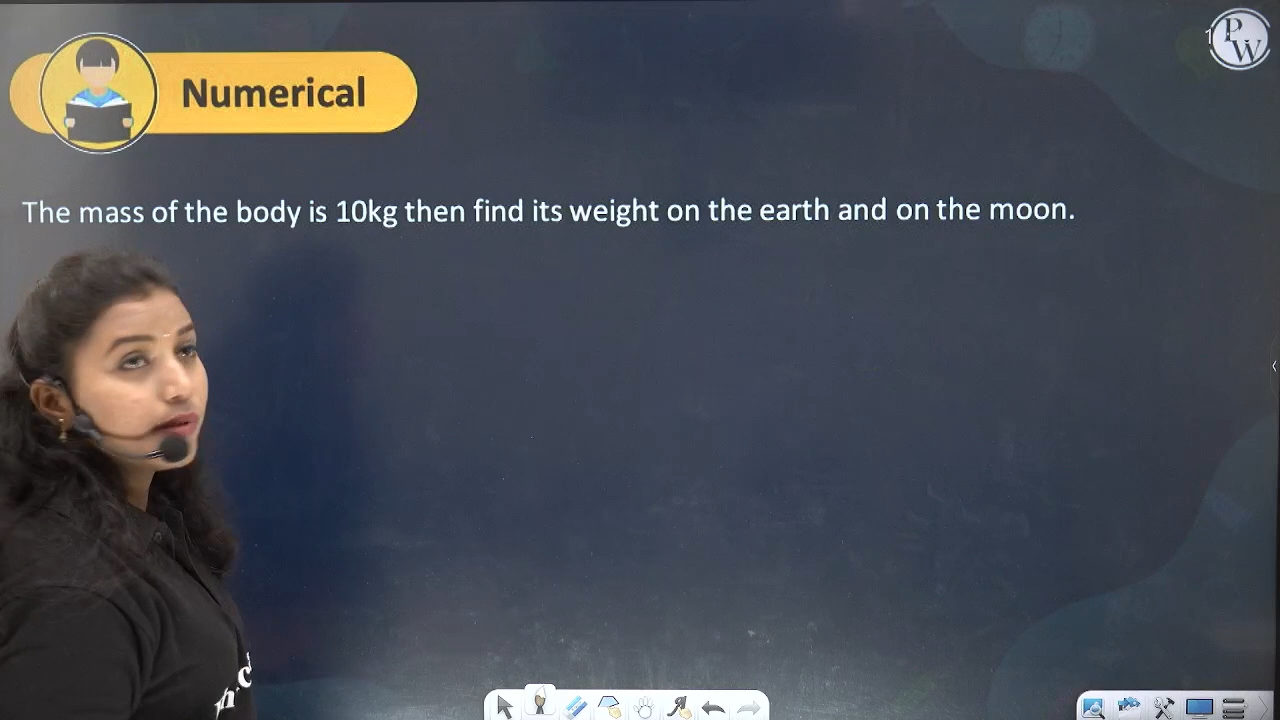 PW
Numerical
The mass of the body is 10kg then find its weight on the earth and on the moon.